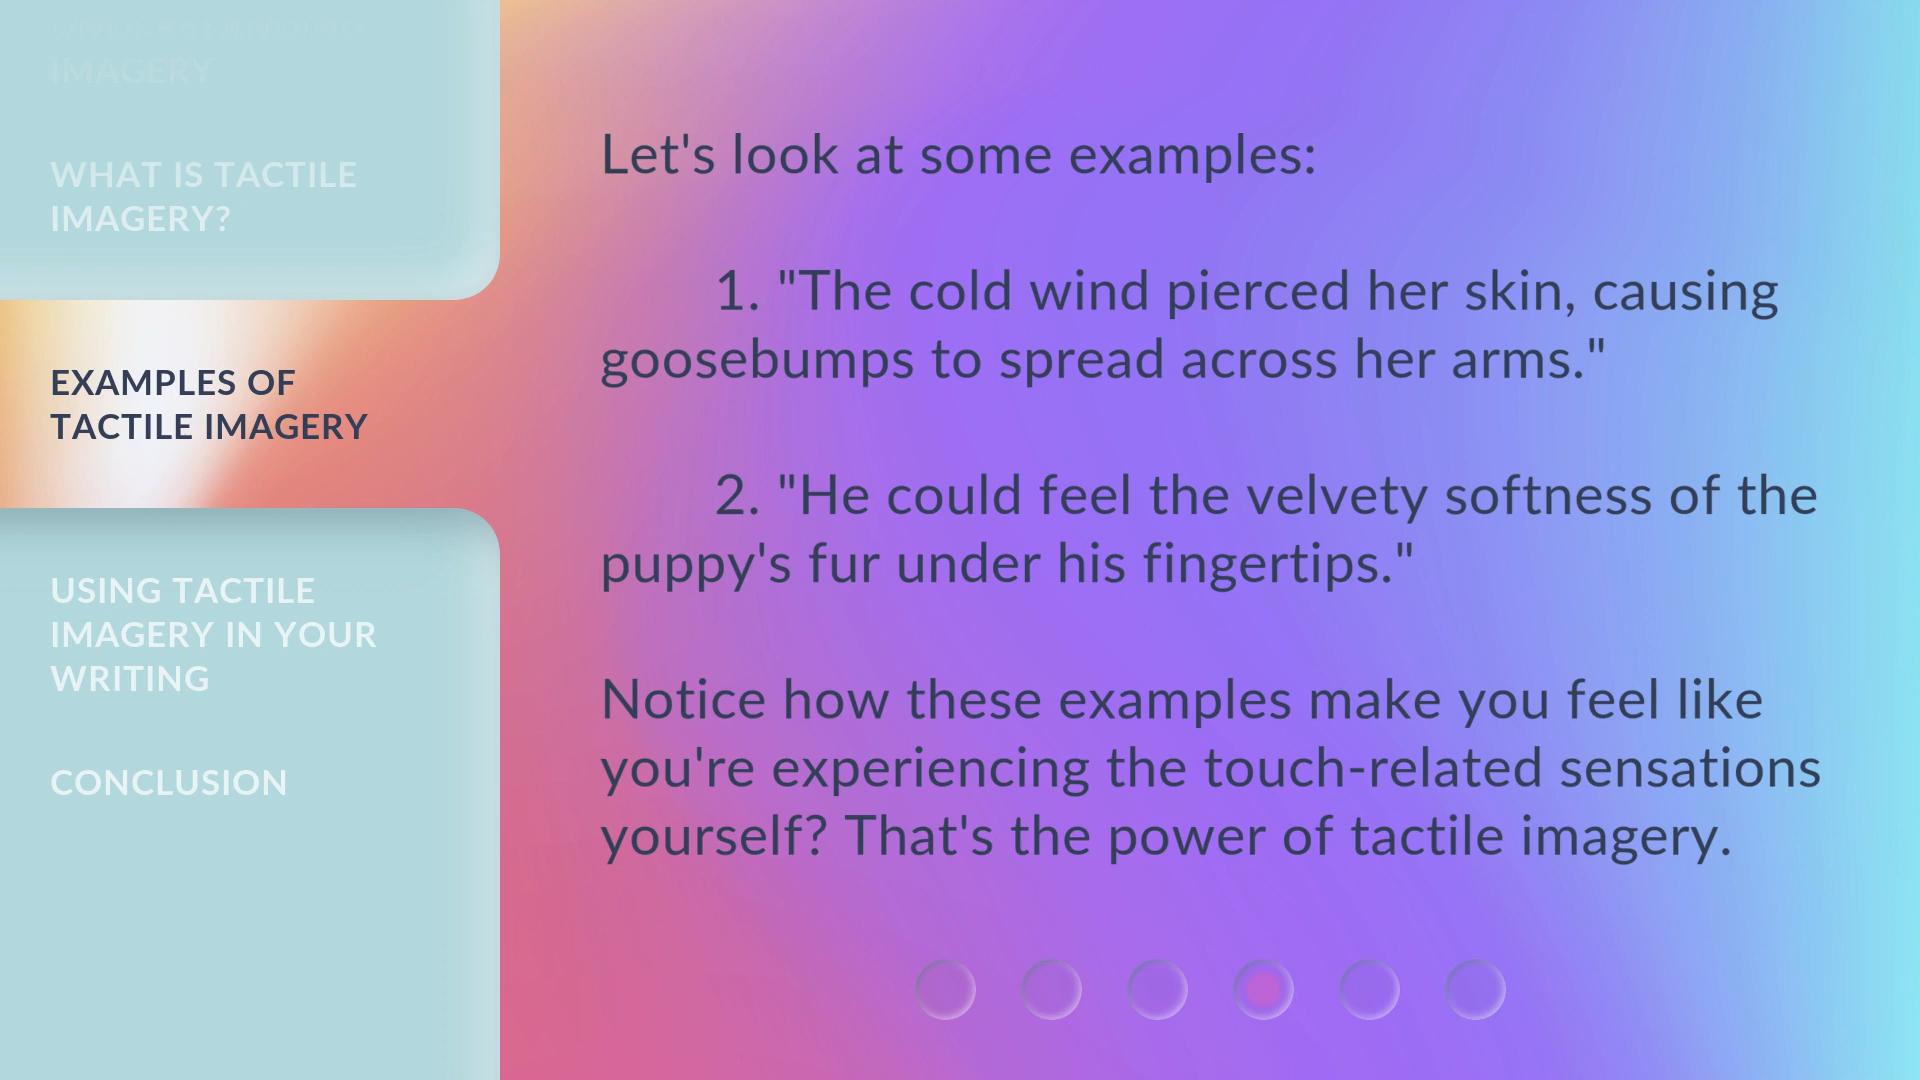 IMAGERY
WHAT IS TACTILE
IMAGERY?
EXAMPLES OF
TACTILE IMAGERY
USING TACTILE
IMAGERY IN YOUR
WRITING
CONCLUSION
Let's look at some examples:
1. "The cold wind pierced her skin, causing
goosebumps to spread across her arms."
2. "He could feel the velvety softness of the
puppy's fur under his fingertips."
Notice how these examples make you feel like
you're experiencing the touch-related sensations
yourself? That's the power of tactile imagery.